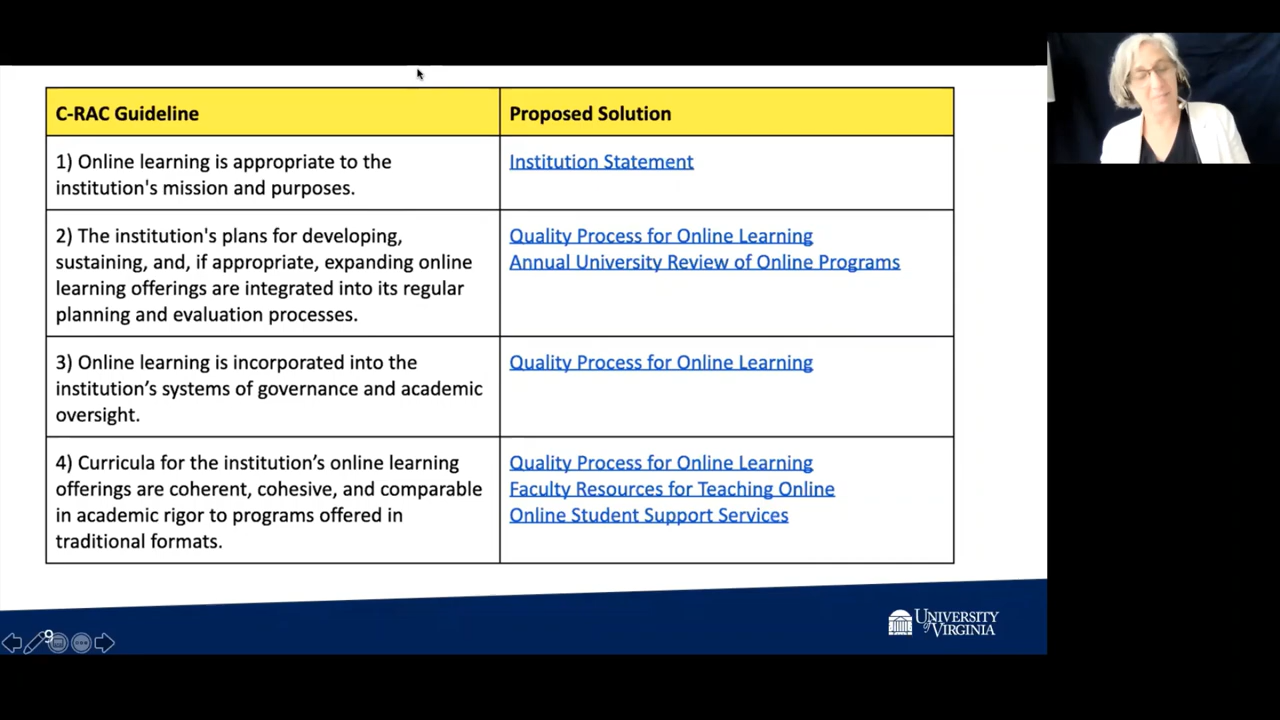 C-RAC Guideline
Proposed Solution
1) Online learning is appropriate to the
institution's mission and purposes.
Institution Statement
2) The institution's plans for developing,
sustaining, and, if appropriate, expanding online
learning offerings are integrated into its regular
planning and evaluation processes.
Quality Process for Online Learning
Annual University Review of Online Programs
3) Online learning is incorporated into the
institution’s systems of governance and academic
oversight.
Quality Process for Online Learning
4) Curricula for the institution’s online learning
offerings are coherent, cohesive, and comparable
in academic rigor to programs offered in
traditional formats.
Quality Process for Online Learning
Faculty Resources for Teaching Online
Online Student Support Services
9
UNIVERSITY
of VIRGINIA